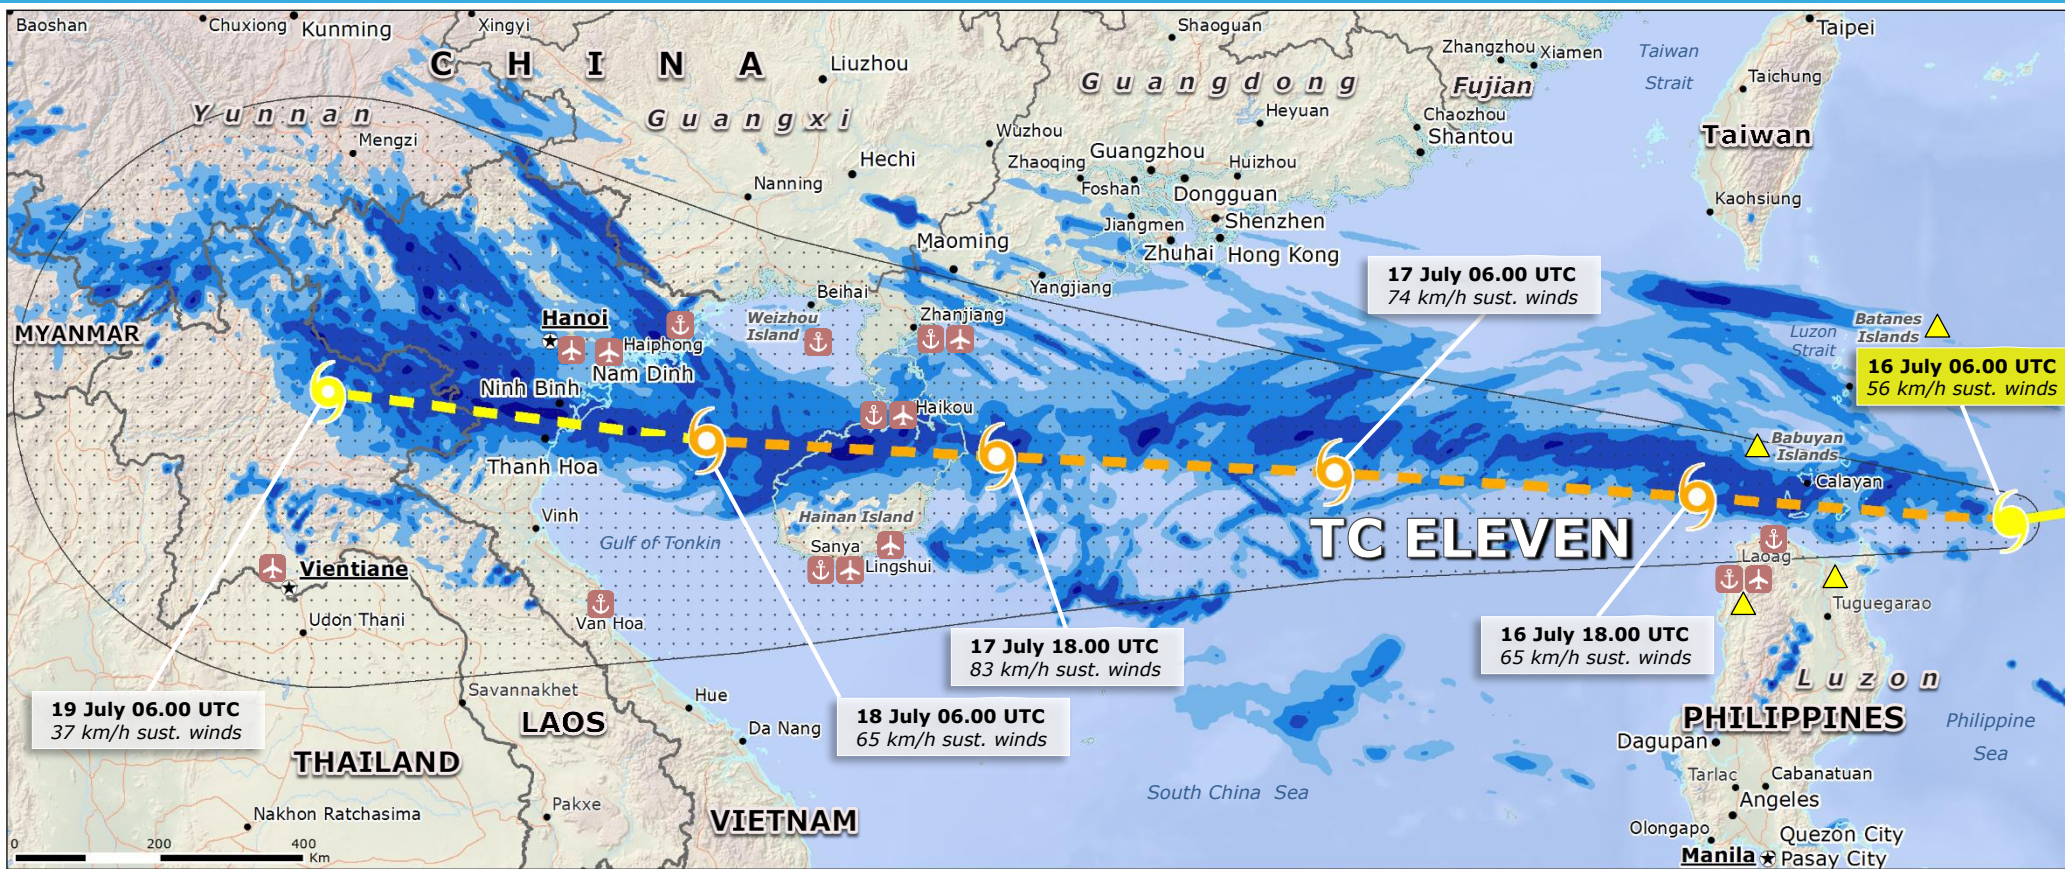 Baoshan
Chuxiong
Kunming
Xingyi
Shaoguan
Taipei
CHINA
Liuzhou
Zhangzhou
Xiamen
Taiwan
Strait
Taichung
Yunnan
Guangxi
Guangdong
Fujian
Heyuan
Chaozhou
Shantou
Taiwan
Mengzi
Wuzhou
Hechi
Zhaoqing
Guangzhou
Huizhou
Nanning
Foshan
Dongguan
Kaohsiung
Jiangmen
Shenzhen
Maoming
Zhuhai
Hong Kong
17 July 06.00 UTC
74 km/h sust. winds
Beihai
Yangjiang
MYANMAR
Hanoi
Weizhou
Island
Zhanjiang
Luzon
Strait
Batanes
Islands
Haiphong
Nam Dinh
16 July 06.00 UTC
56 km/h sust. winds
Ninh Binh
Haikou
Thanh Hoa
Babuyan
Islands
Calayan
Vinh
Gulf of Tonkin
Hainan Island
Sanya
Lingshui
TC ELEVEN
Laoag
Vientiane
Udon Thani
Van Hoa
Tuguegarao
17 July 18.00 UTC
83 km/h sust. winds
16 July 18.00 UTC
65 km/h sust. winds
Luzon
19 July 06.00 UTC
37 km/h sust. winds
Savannakhet
LAOS
Hue
Da Nang
18 July 06.00 UTC
65 km/h sust. winds
PHILIPPINES
Philippine
Sea
Dagupan
THAILAND
South China Sea
Tarlac
Cabanatuan
Angeles
Nakhon Ratchasima
Pakxe
VIETNAM
Olongapo
Quezon City
Manila
Pasay City
0 200 400
Km